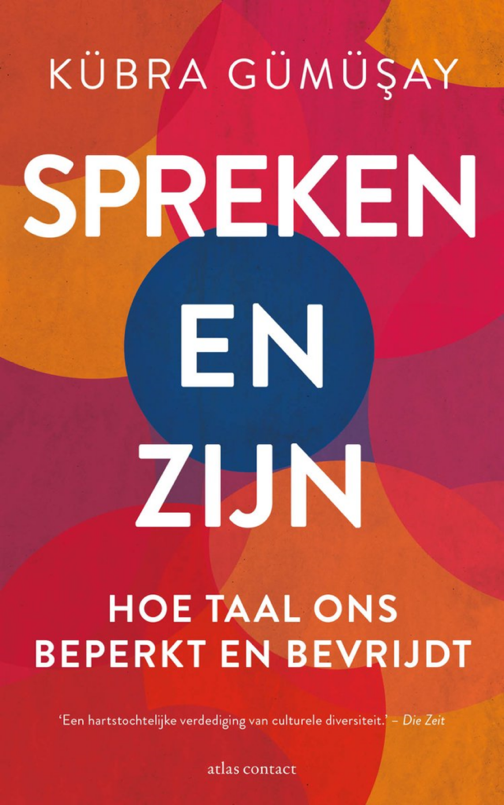 KÜBRA GÜMÜŞAY
SPREKEN
EN
ZIJN
HOE TAAL ONS
BEPERKT EN BEVRIJDT
‘Een hartstochtelijke verdediging van culturele diversiteit.’ – Die Zeit
atlas contact